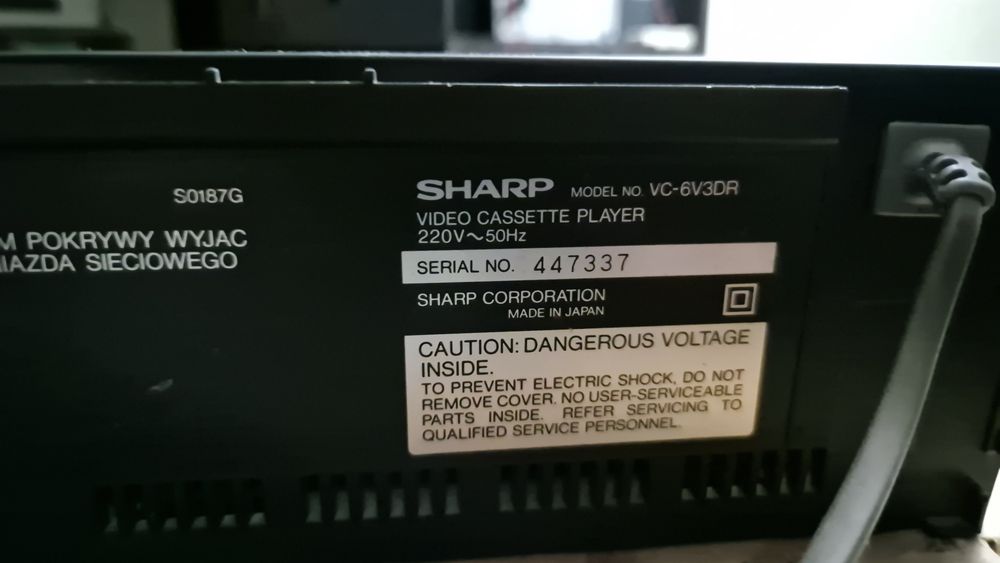 S0187G
M POKRYWY WYJAC
IAZDA SIECIOWEGO
SHARP MODEL NO. VC-6V3DR
VIDEO CASSETTE PLAYER
220V~50Hz
SERIAL NO. 447337
SHARP CORPORATION
MADE IN JAPAN
CAUTION: DANGEROUS VOLTAGE
INSIDE.
TO PREVENT ELECTRIC SHOCK, DO NOT
REMOVE COVER. NO USER-SERVICEABLE
PARTS INSIDE. REFER SERVICING TO
QUALIFIED SERVICE PERSONNEL.